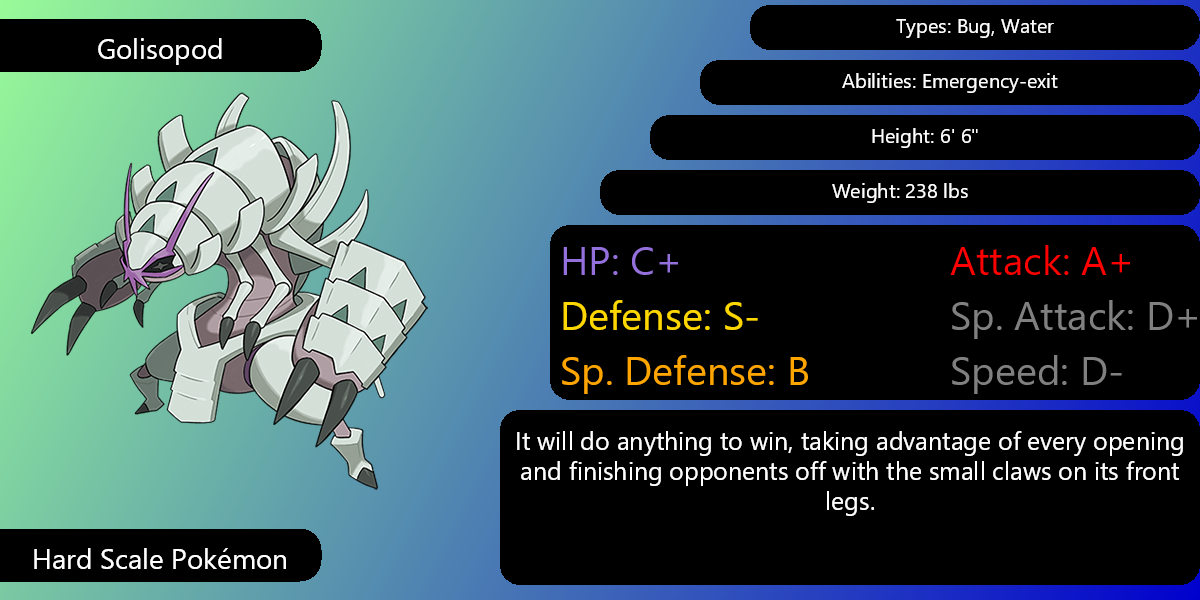 Golisopod
Types: Bug, Water
Abilities: Emergency-exit
Height: 6' 6"
Weight: 238 lbs
HP: C+
Attack: A+
Defense: S-
Sp. Attack: D+
Sp. Defense: B
Speed: D-
It will do anything to win, taking advantage of every opening
and finishing opponents off with the small claws on its front
legs.
Hard Scale Pokémon